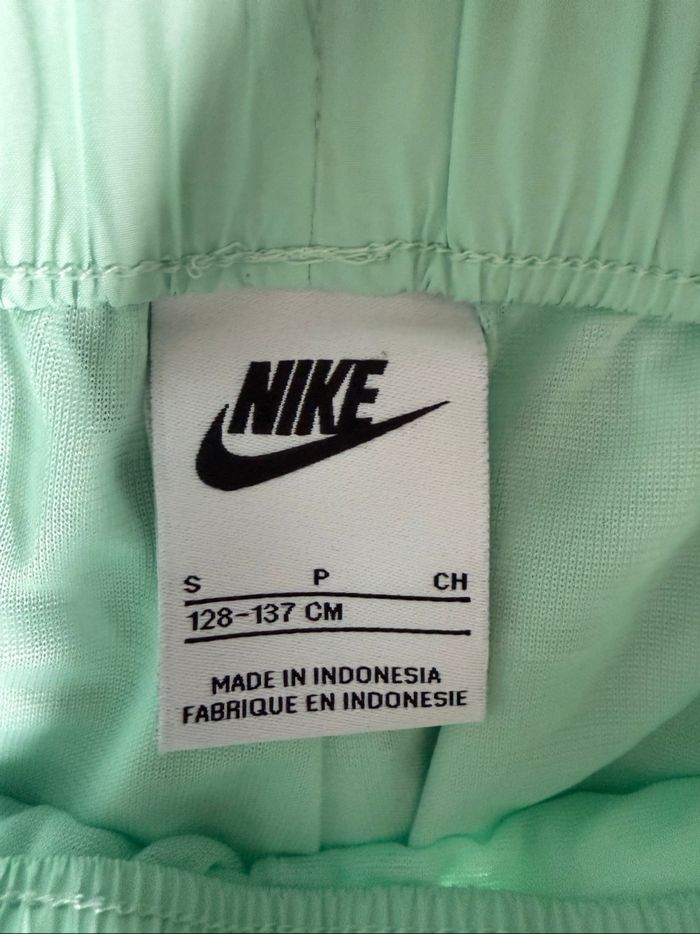 NIKE
S P CH
128-137 CM
MADE IN INDONESIA
FABRIQUE EN INDONESIE